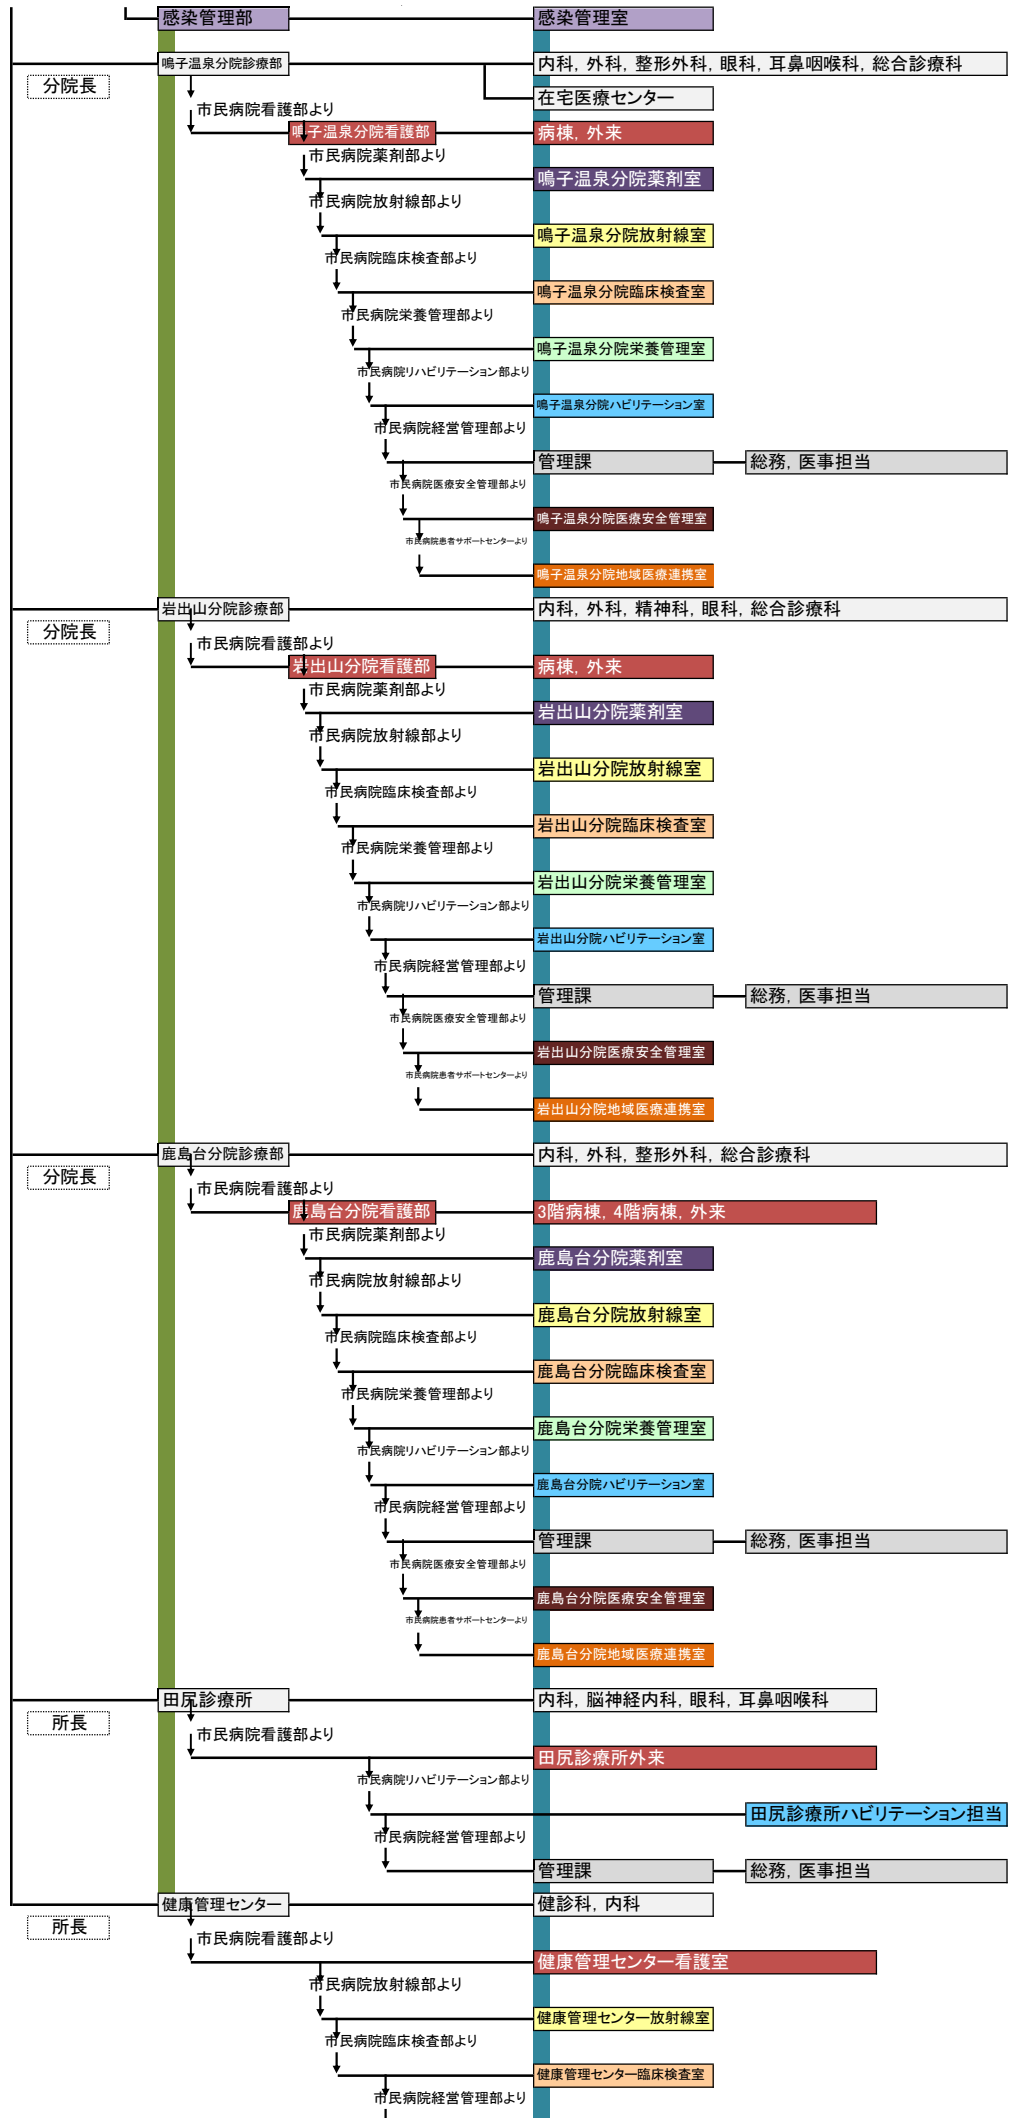 感染管理部 感染管理室
鳴子温泉分院診療部 内科, 外科, 整形外科, 眼科, 耳鼻咽喉科, 総合診療科
分院長
在宅医療センター
市民病院看護部より
鳴子温泉分院看護部 病棟, 外来
市民病院薬剤部より
鳴子温泉分院薬剤室
市民病院放射線部より
鳴子温泉分院放射線室
市民病院臨床検査部より
鳴子温泉分院臨床検査室
市民病院栄養管理部より
鳴子温泉分院栄養管理室
市民病院リハビリテーション部より
鳴子温泉分院ハビリテーション室
市民病院経営管理部より
管理課 総務, 医事担当
市民病院医療安全管理部より
鳴子温泉分院医療安全管理室
市民病院患者サポートセンターより
鳴子温泉分院地域医療連携室
岩出山分院診療部 内科, 外科, 精神科, 眼科, 総合診療科
分院長
市民病院看護部より
岩出山分院看護部 病棟, 外来
市民病院薬剤部より
岩出山分院薬剤室
市民病院放射線部より
岩出山分院放射線室
市民病院臨床検査部より
岩出山分院臨床検査室
市民病院栄養管理部より
岩出山分院栄養管理室
市民病院リハビリテーション部より
岩出山分院ハビリテーション室
市民病院経営管理部より
管理課 総務, 医事担当
市民病院医療安全管理部より
岩出山分院医療安全管理室
市民病院患者サポートセンターより
岩出山分院地域医療連携室
鹿島台分院診療部 内科, 外科, 整形外科, 総合診療科
分院長
市民病院看護部より
鹿島台分院看護部 3階病棟, 4階病棟, 外来
市民病院薬剤部より
鹿島台分院薬剤室
市民病院放射線部より
鹿島台分院放射線室
市民病院臨床検査部より
鹿島台分院臨床検査室
市民病院栄養管理部より
鹿島台分院栄養管理室
市民病院リハビリテーション部より
鹿島台分院ハビリテーション室
市民病院経営管理部より
管理課 総務, 医事担当
市民病院医療安全管理部より
鹿島台分院医療安全管理室
市民病院患者サポートセンターより
鹿島台分院地域医療連携室
田尻診療所 内科, 脳神経内科, 眼科, 耳鼻咽喉科
所長
市民病院看護部より
田尻診療所外来
市民病院リハビリテーション部より
田尻診療所ハビリテーション担当
市民病院経営管理部より
管理課 総務, 医事担当
健康管理センター 健診科, 内科
所長
市民病院看護部より
健康管理センター看護室
市民病院放射線部より
健康管理センター放射線室
市民病院臨床検査部より
健康管理センター臨床検査室
市民病院経営管理部より